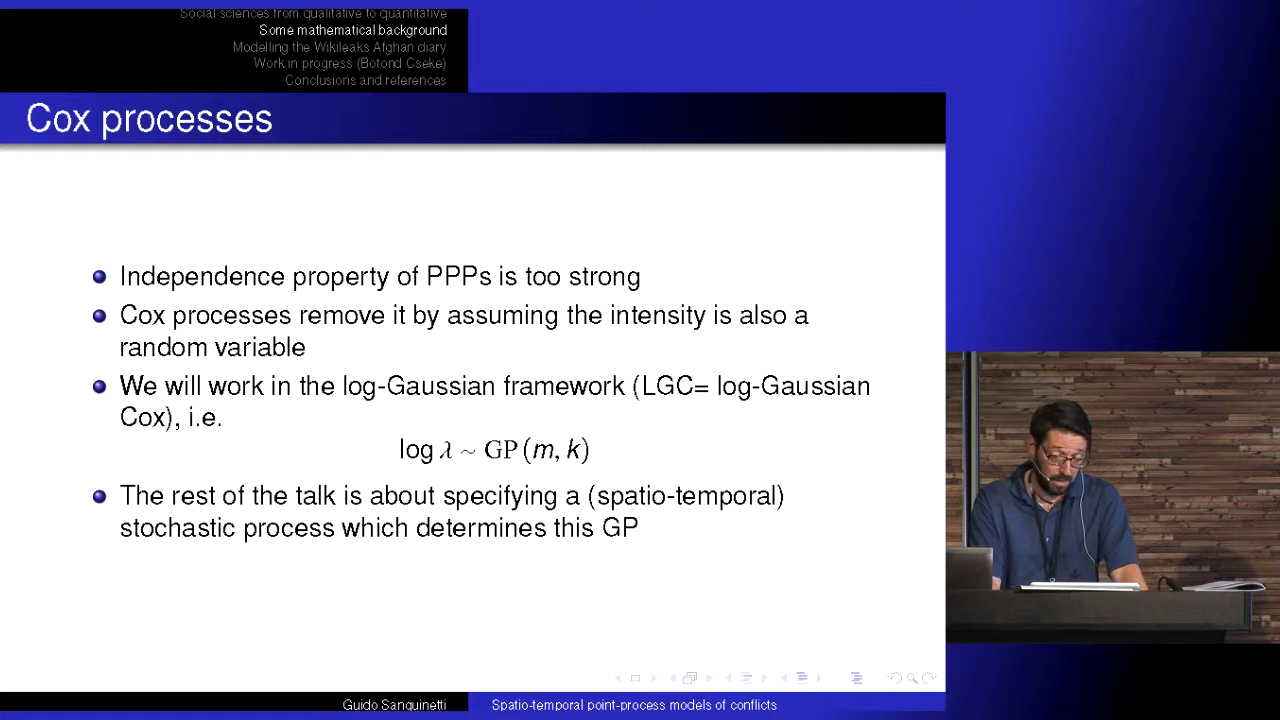 Social sciences from qualitative to quantitative
Some mathematical background
Modelling the Wikileaks Afghan diary
Work in progress (Botond Cseke)
Conclusions and references
Cox processes
Independence property of PPPs is too strong
Cox processes remove it by assuming the intensity is also a
random variable
We will work in the log-Gaussian framework (LGC= log-Gaussian
Cox), i.e.
log λ ∼ GP (m, k)
The rest of the talk is about specifying a (spatio-temporal)
stochastic process which determines this GP
Guido Sanguinetti
Spatio-temporal point-process models of conflicts